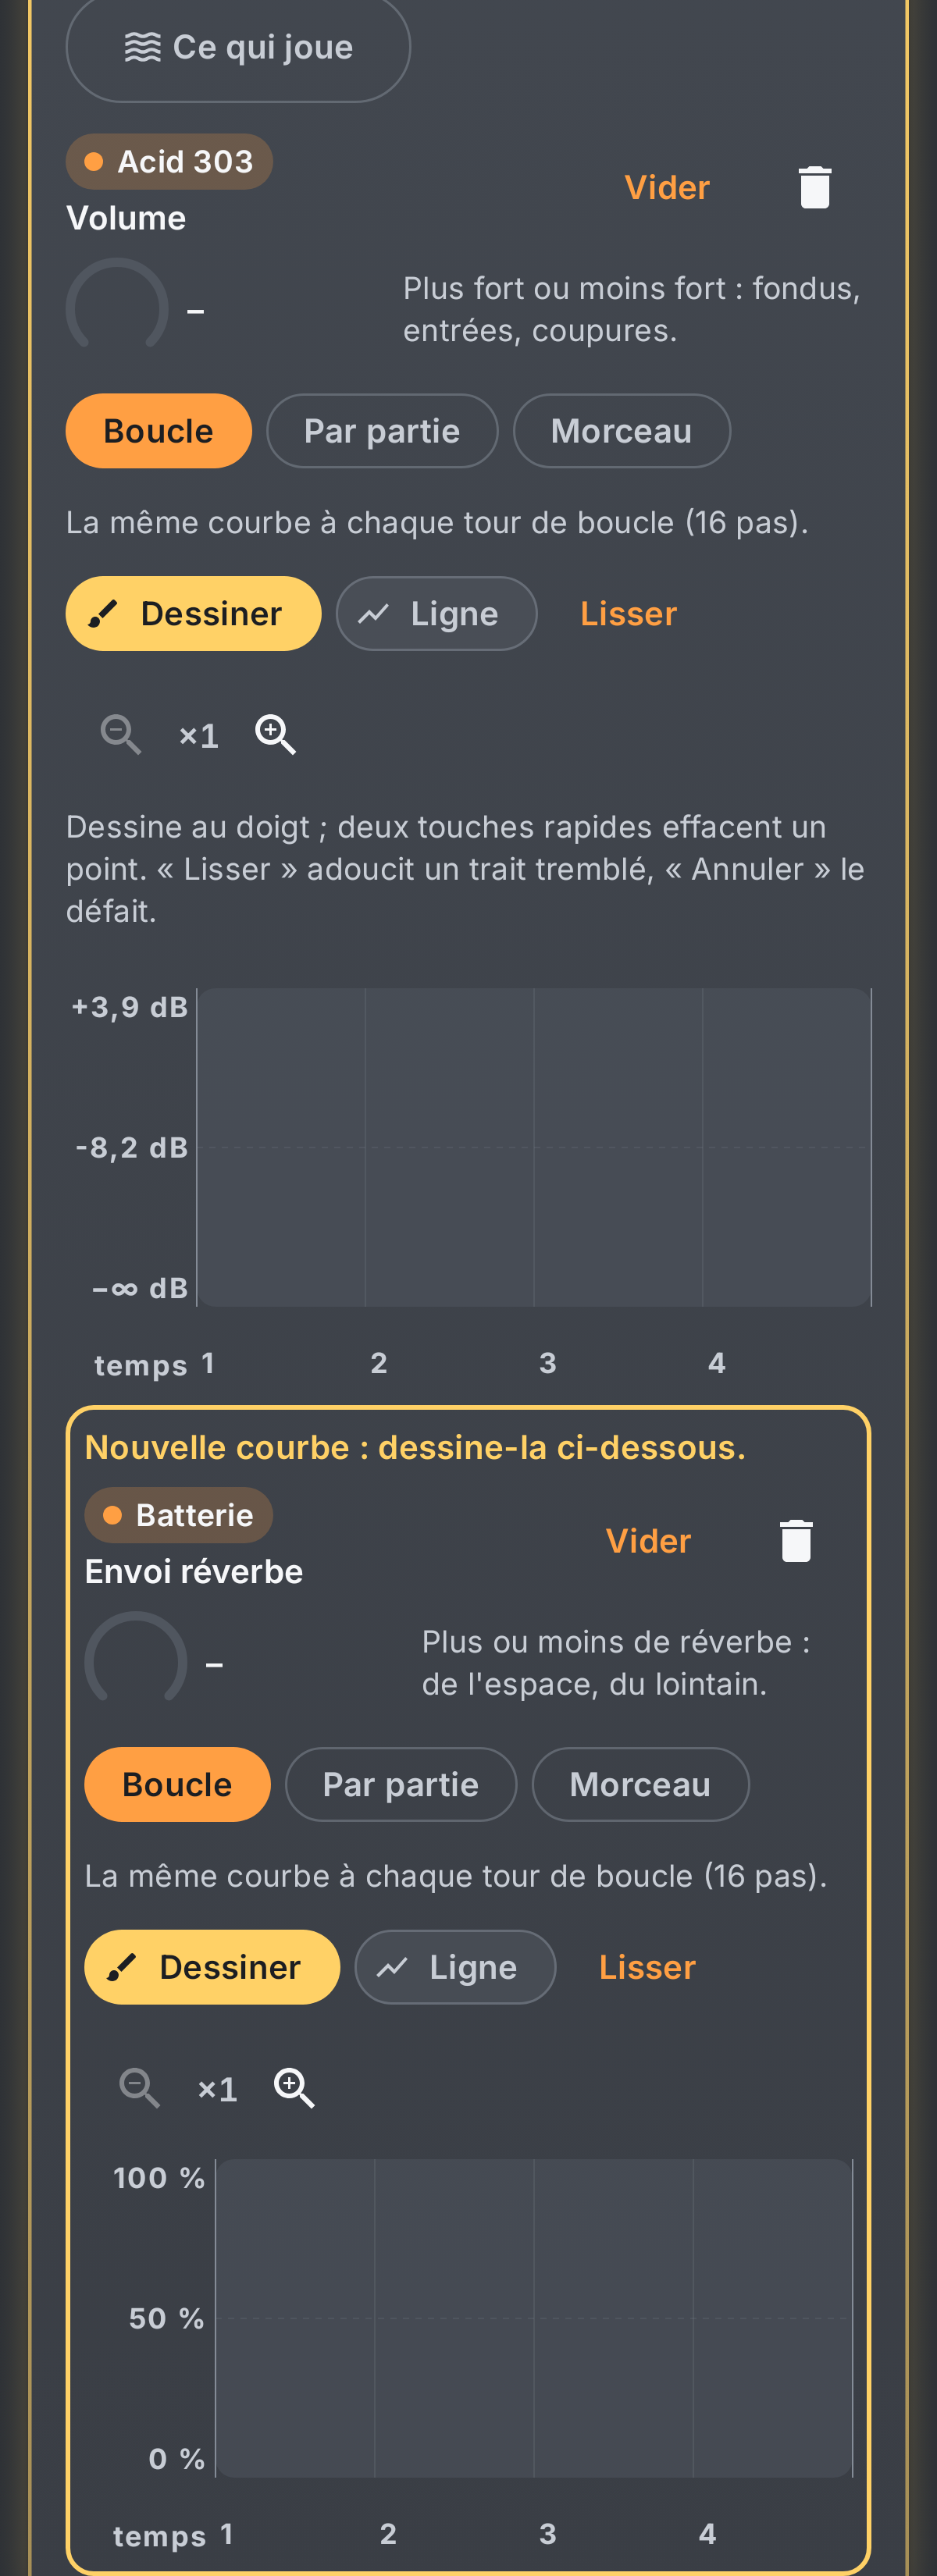 Ce qui joue
Acid 303
Vider
Volume
–
Plus fort ou moins fort : fondus,
entrées, coupures.
Boucle
Par partie
Morceau
La même courbe à chaque tour de boucle (16 pas).
Dessiner
Ligne
Lisser
×1
Dessine au doigt ; deux touches rapides effacent un
point. « Lisser » adoucit un trait tremblé, « Annuler » le
défait.
+3,9 dB
-8,2 dB
−∞ dB
temps 1 2 3 4
Nouvelle courbe : dessine-la ci-dessous.
Batterie
Vider
Envoi réverbe
–
Plus ou moins de réverbe :
de l'espace, du lointain.
Boucle
Par partie
Morceau
La même courbe à chaque tour de boucle (16 pas).
Dessiner
Ligne
Lisser
×1
100 %
50 %
0 %
temps 1 2 3 4